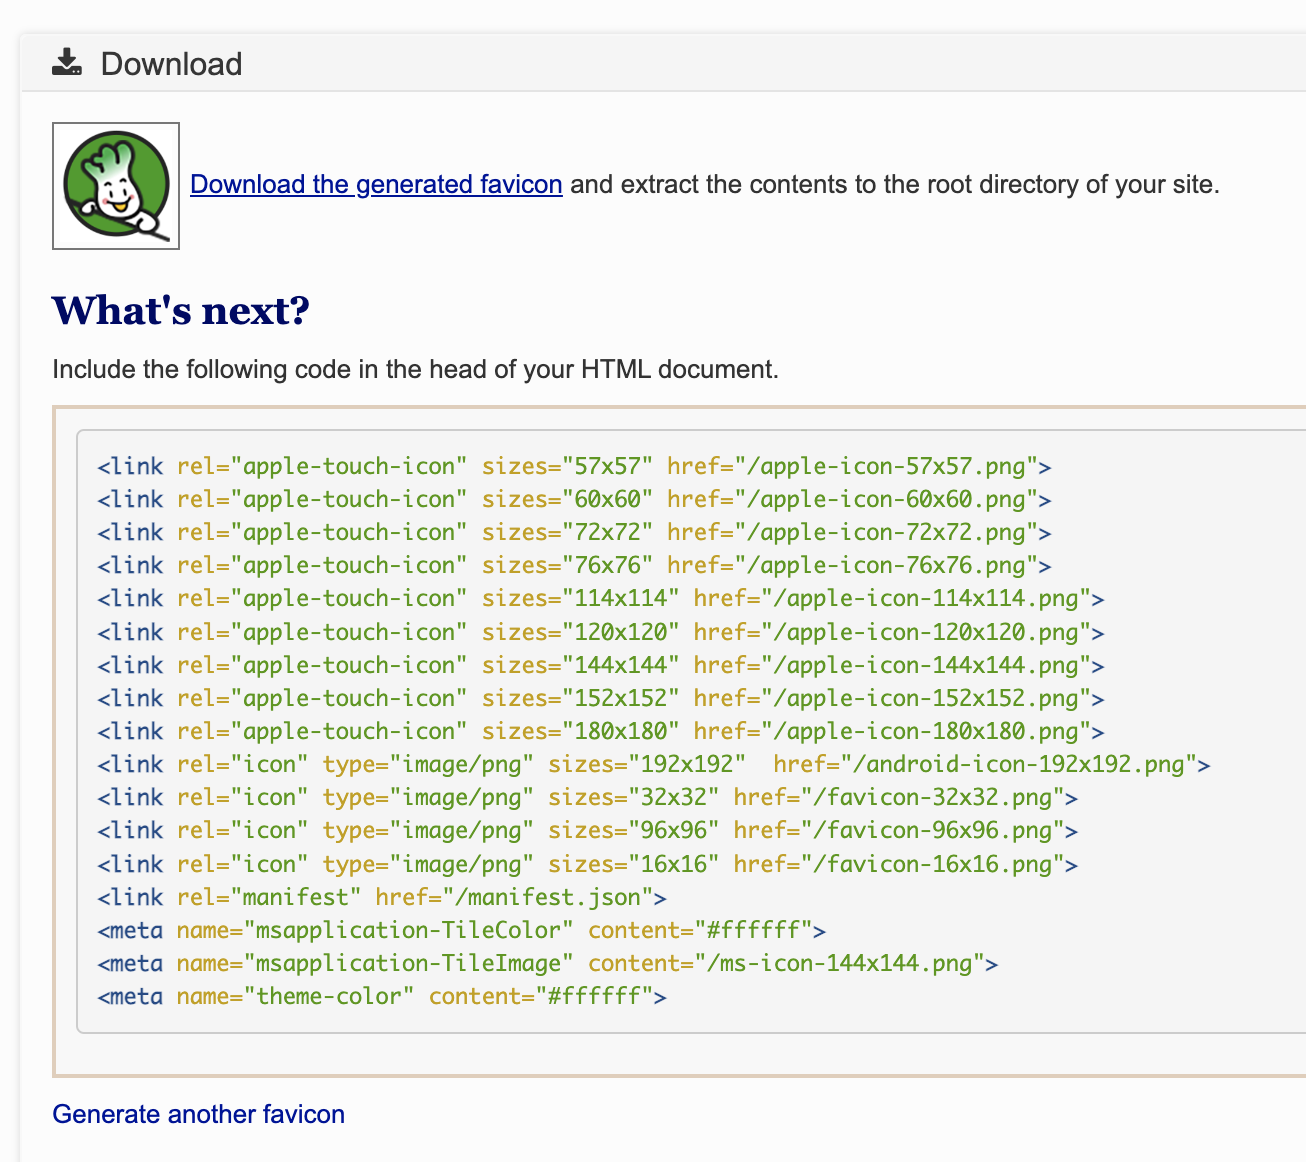 Download
Download the generated favicon and extract the contents to the root directory of your site.
What's next?
Include the following code in the head of your HTML document.
<link rel="apple-touch-icon" sizes="57x57" href="/apple-icon-57x57.png">
<link rel="apple-touch-icon" sizes="60x60" href="/apple-icon-60x60.png">
<link rel="apple-touch-icon" sizes="72x72" href="/apple-icon-72x72.png">
<link rel="apple-touch-icon" sizes="76x76" href="/apple-icon-76x76.png">
<link rel="apple-touch-icon" sizes="114x114" href="/apple-icon-114x114.png">
<link rel="apple-touch-icon" sizes="120x120" href="/apple-icon-120x120.png">
<link rel="apple-touch-icon" sizes="144x144" href="/apple-icon-144x144.png">
<link rel="apple-touch-icon" sizes="152x152" href="/apple-icon-152x152.png">
<link rel="apple-touch-icon" sizes="180x180" href="/apple-icon-180x180.png">
<link rel="icon" type="image/png" sizes="192x192"  href="/android-icon-192x192.png">
<link rel="icon" type="image/png" sizes="32x32" href="/favicon-32x32.png">
<link rel="icon" type="image/png" sizes="96x96" href="/favicon-96x96.png">
<link rel="icon" type="image/png" sizes="16x16" href="/favicon-16x16.png">
<link rel="manifest" href="/manifest.json">
<meta name="msapplication-TileColor" content="#ffffff">
<meta name="msapplication-TileImage" content="/ms-icon-144x144.png">
<meta name="theme-color" content="#ffffff">
Generate another favicon